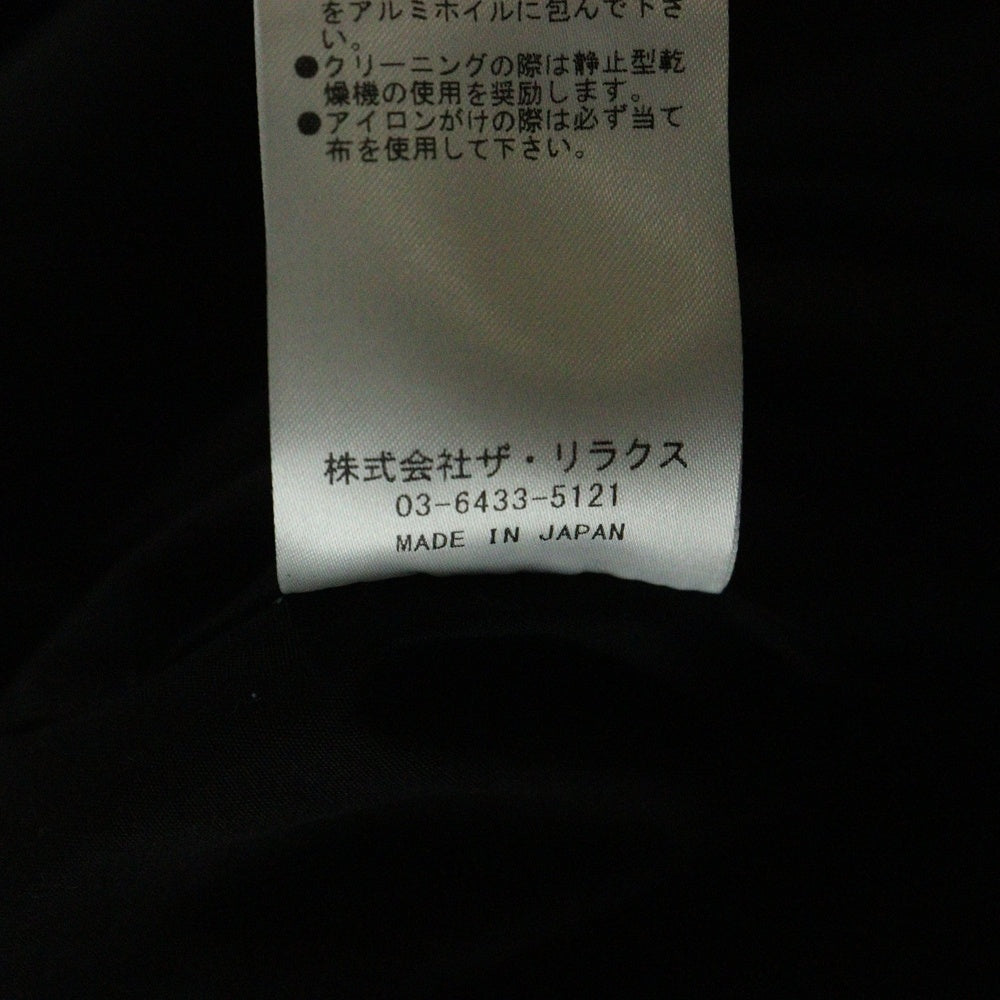 をアルミホイルに包んで下さ
い。
●クリーニングの際は静止型乾
燥機の使用を奨励します。
●アイロンがけの際は必ず当て
布を使用して下さい。
株式会社ザ・リラクス
03-6433-5121
MADE IN JAPAN